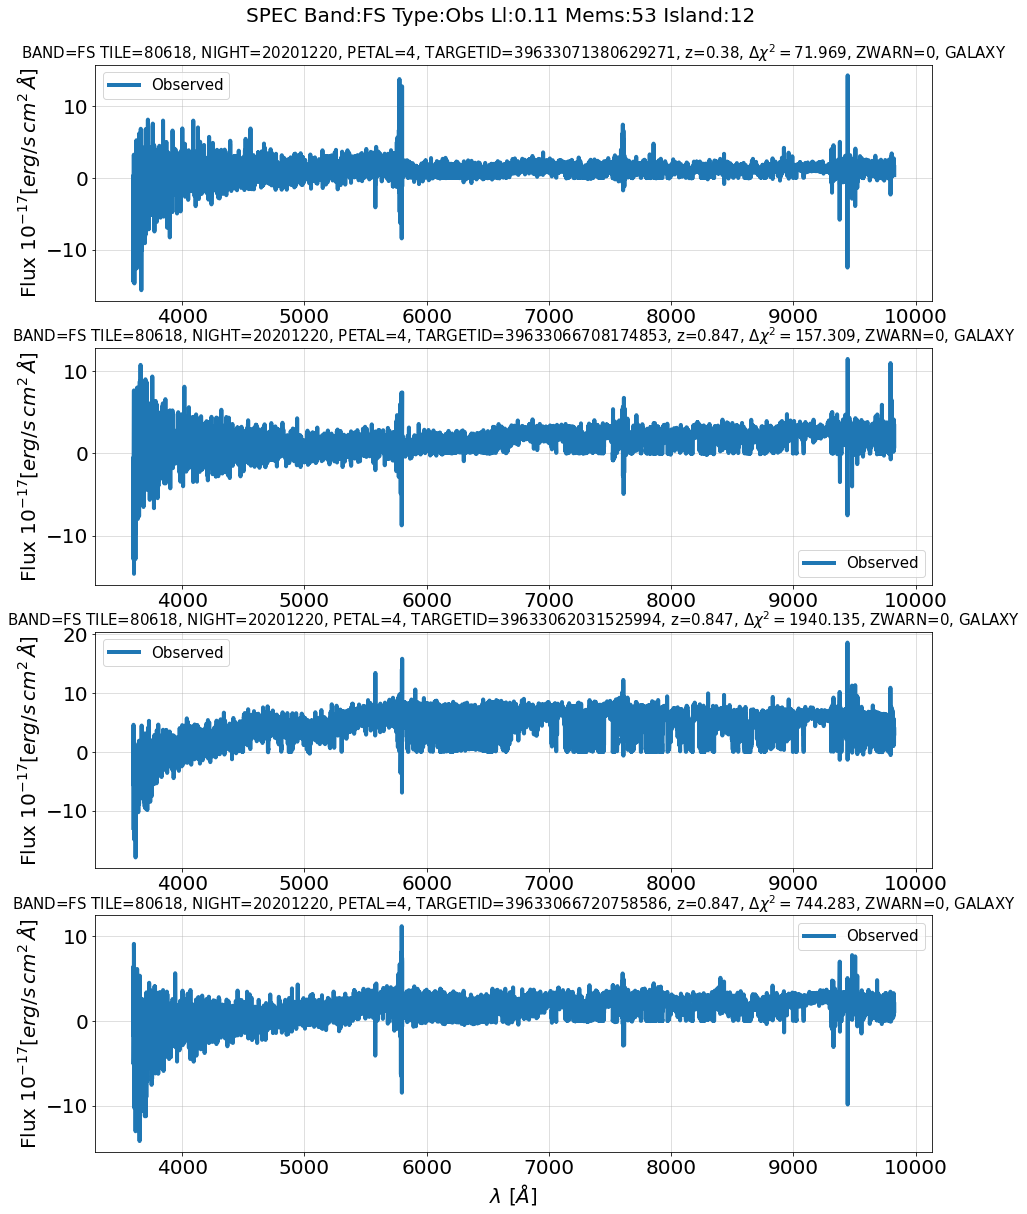 SPEC Band:FS Type:Obs Ll:0.11 Mems:53 Island:12
BAND=FS TILE=80618, NIGHT=20201220, PETAL=4, TARGETID=39633071380629271, z=0.38, Δχ² = 71.969, ZWARN=0, GALAXY
Observed
Flux 10⁻¹⁷[erg/s cm² Å]
10
0
−10
4000 5000 6000 7000 8000 9000 10000
BAND=FS TILE=80618, NIGHT=20201220, PETAL=4, TARGETID=39633066708174853, z=0.847, Δχ² = 157.309, ZWARN=0, GALAXY
Flux 10⁻¹⁷[erg/s cm² Å]
10
0
−10
Observed
4000 5000 6000 7000 8000 9000 10000
BAND=FS TILE=80618, NIGHT=20201220, PETAL=4, TARGETID=39633062031525994, z=0.847, Δχ² = 1940.135, ZWARN=0, GALAXY
Observed
Flux 10⁻¹⁷[erg/s cm² Å]
20
10
0
−10
4000 5000 6000 7000 8000 9000 10000
BAND=FS TILE=80618, NIGHT=20201220, PETAL=4, TARGETID=39633066720758586, z=0.847, Δχ² = 744.283, ZWARN=0, GALAXY
Observed
Flux 10⁻¹⁷[erg/s cm² Å]
10
0
−10
4000 5000 6000 7000 8000 9000 10000
λ [Å]